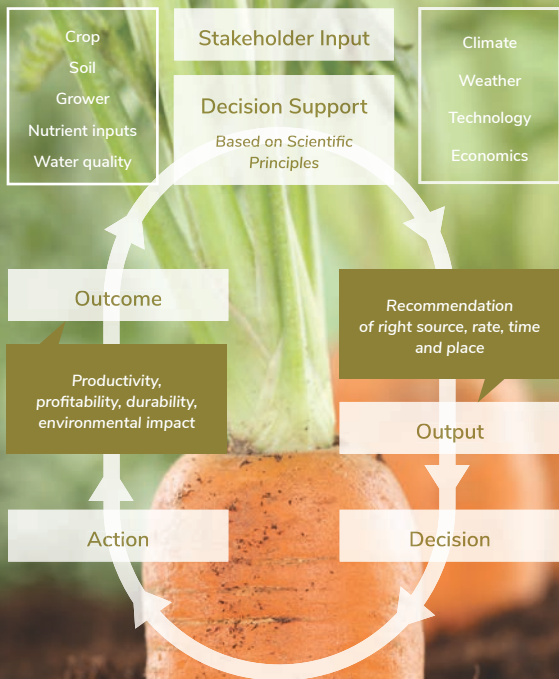 Crop
Soil
Grower
Nutrient inputs
Water quality
Stakeholder Input
Decision Support
Based on Scientific
Principles
Climate
Weather
Technology
Economics
Outcome
Productivity,
profitability, durability,
environmental impact
Recommendation
of right source, rate, time
and place
Output
Action
Decision